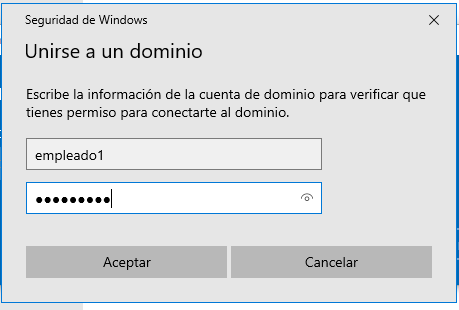 Seguridad de Windows
Unirse a un dominio
Escribe la información de la cuenta de dominio para verificar que
tienes permiso para conectarte al dominio.
empleado1
●●●●●●●●●
Aceptar
Cancelar